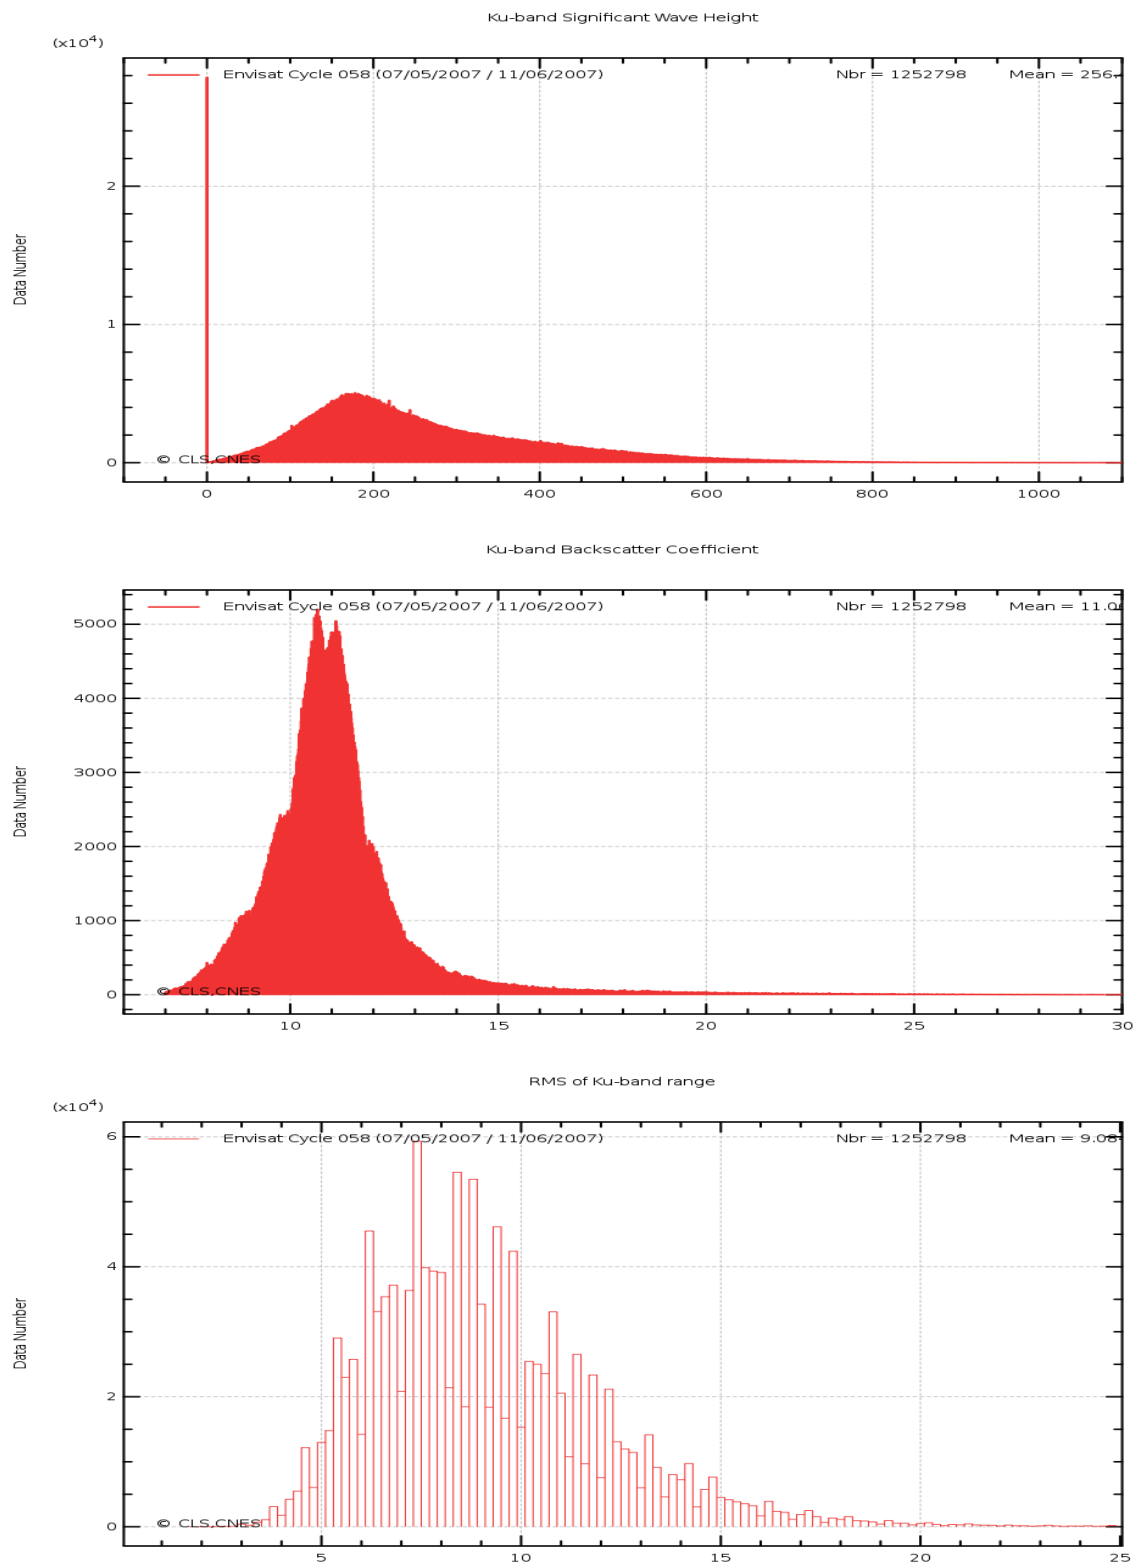 Ku-band Significant Wave Height
(x10⁴)
Envisat Cycle 058 (07/05/2007 / 11/06/2007) Nbr = 1252798 Mean = 256.
2
1
0
Data Number
© CLS,CNES
0 200 400 600 800 1000
Ku-band Backscatter Coefficient
Envisat Cycle 058 (07/05/2007 / 11/06/2007) Nbr = 1252798 Mean = 11.0
5000
4000
3000
2000
1000
0
Data Number
© CLS,CNES
10 15 20 25 30
RMS of Ku-band range
(x10⁴)
6
Envisat Cycle 058 (07/05/2007 / 11/06/2007) Nbr = 1252798 Mean = 9.08
4
2
0
Data Number
© CLS,CNES
5 10 15 20 25